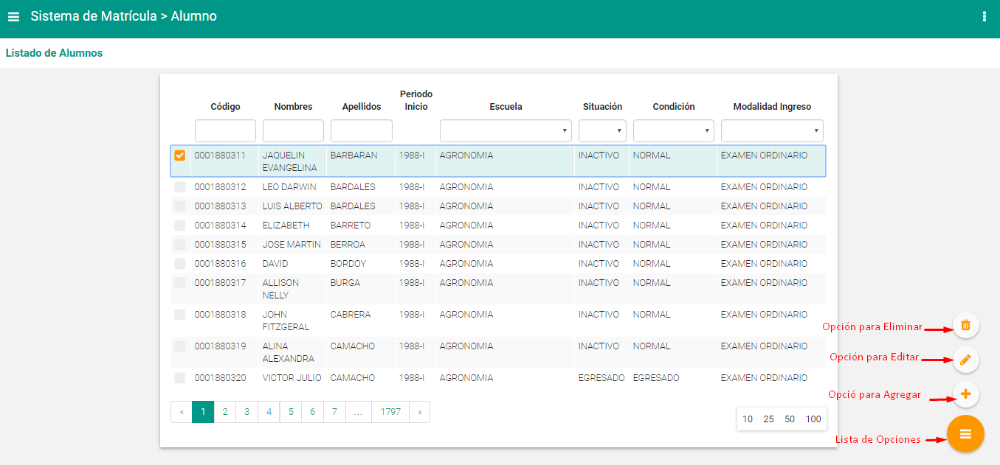 Sistema de Matrícula > Alumno
Listado de Alumnos
Código Nombres Apellidos Periodo Inicio Escuela Situación Condición Modalidad Ingreso
0001880311 JAQUELIN EVANGELINA BARBARAN 1988-I AGRONOMIA INACTIVO NORMAL EXAMEN ORDINARIO
0001880312 LEO DARWIN BARDALES 1988-I AGRONOMIA INACTIVO NORMAL EXAMEN ORDINARIO
0001880313 LUIS ALBERTO BARDALES 1988-I AGRONOMIA INACTIVO NORMAL EXAMEN ORDINARIO
0001880314 ELIZABETH BARRETO 1988-I AGRONOMIA INACTIVO NORMAL EXAMEN ORDINARIO
0001880315 JOSE MARTIN BERROA 1988-I AGRONOMIA INACTIVO NORMAL EXAMEN ORDINARIO
0001880316 DAVID BORDOY 1988-I AGRONOMIA INACTIVO NORMAL EXAMEN ORDINARIO
0001880317 ALLISON NELLY BURGA 1988-I AGRONOMIA INACTIVO NORMAL EXAMEN ORDINARIO
0001880318 JOHN FITZGERAL CABRERA 1988-I AGRONOMIA INACTIVO NORMAL EXAMEN ORDINARIO
0001880319 ALINA ALEXANDRA CAMACHO 1988-I AGRONOMIA INACTIVO NORMAL EXAMEN ORDINARIO
0001880320 VICTOR JULIO CAMACHO 1988-I AGRONOMIA EGRESADO EGRESADO EXAMEN ORDINARIO
« 1 2 3 4 5 6 7 ... 1797 »
10 25 50 100
Opción para Eliminar
Opción para Editar
Opció para Agregar
Lista de Opciones